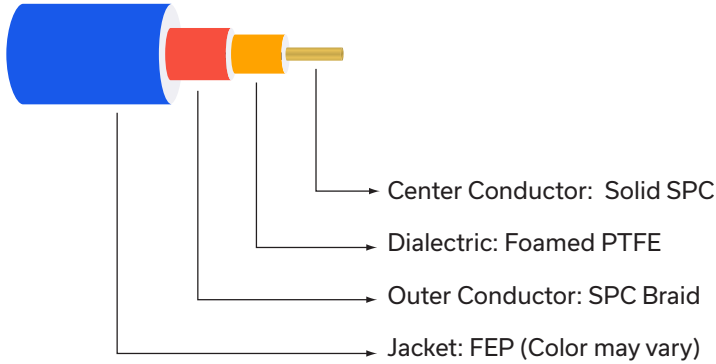 Center Conductor:  Solid SPC
Dialectric: Foamed PTFE
Outer Conductor: SPC Braid
Jacket: FEP (Color may vary)